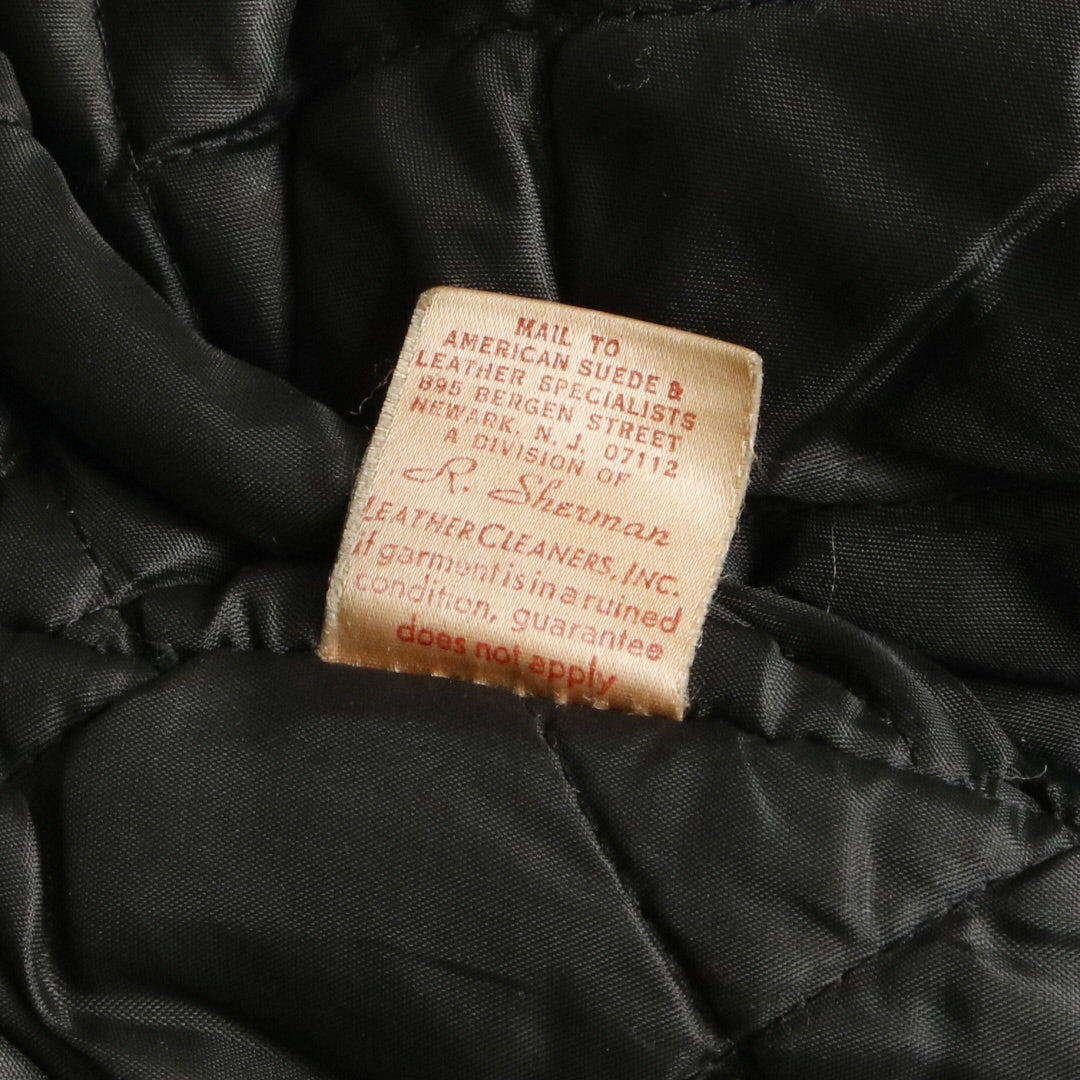 MAIL TO
AMERICAN SUEDE &
LEATHER SPECIALISTS
895 BERGEN STREET
NEWARK, N. J. 07112
A DIVISION OF
R. Sherman
LEATHER CLEANERS, INC.
if garment is in a ruined
condition, guarantee
does not apply